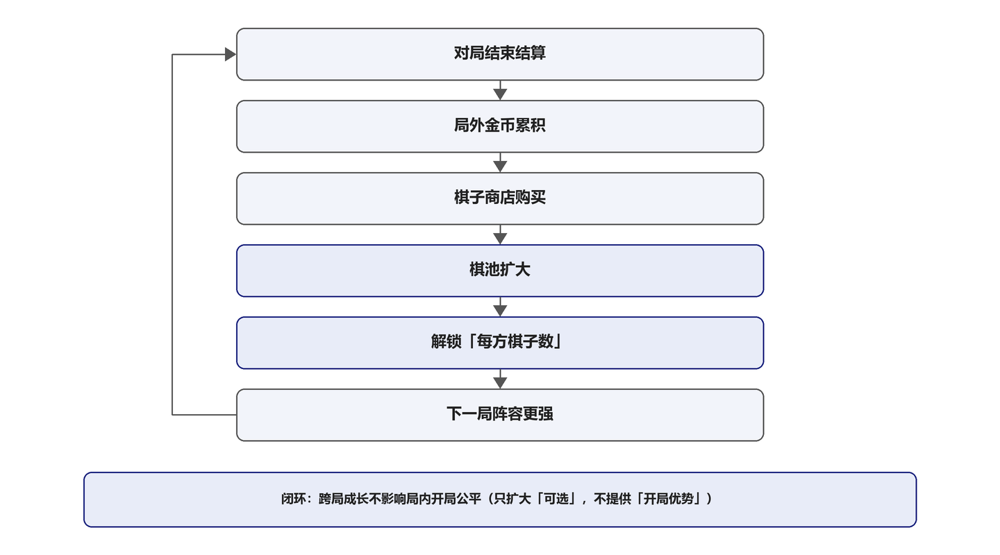 对局结束结算
局外金币累积
棋子商店购买
棋池扩大
解锁「每方棋子数」
下一局阵容更强
闭环：跨局成长不影响局内开局公平（只扩大「可选」，不提供「开局优势」）